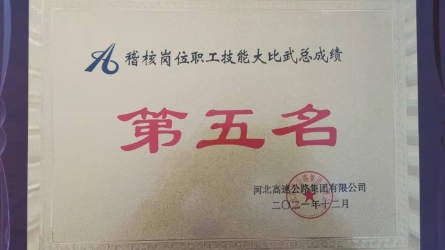 稽核岗位职工技能大比武总成绩
第五名
河北高速公路集团有限公司
二〇二一年十二月